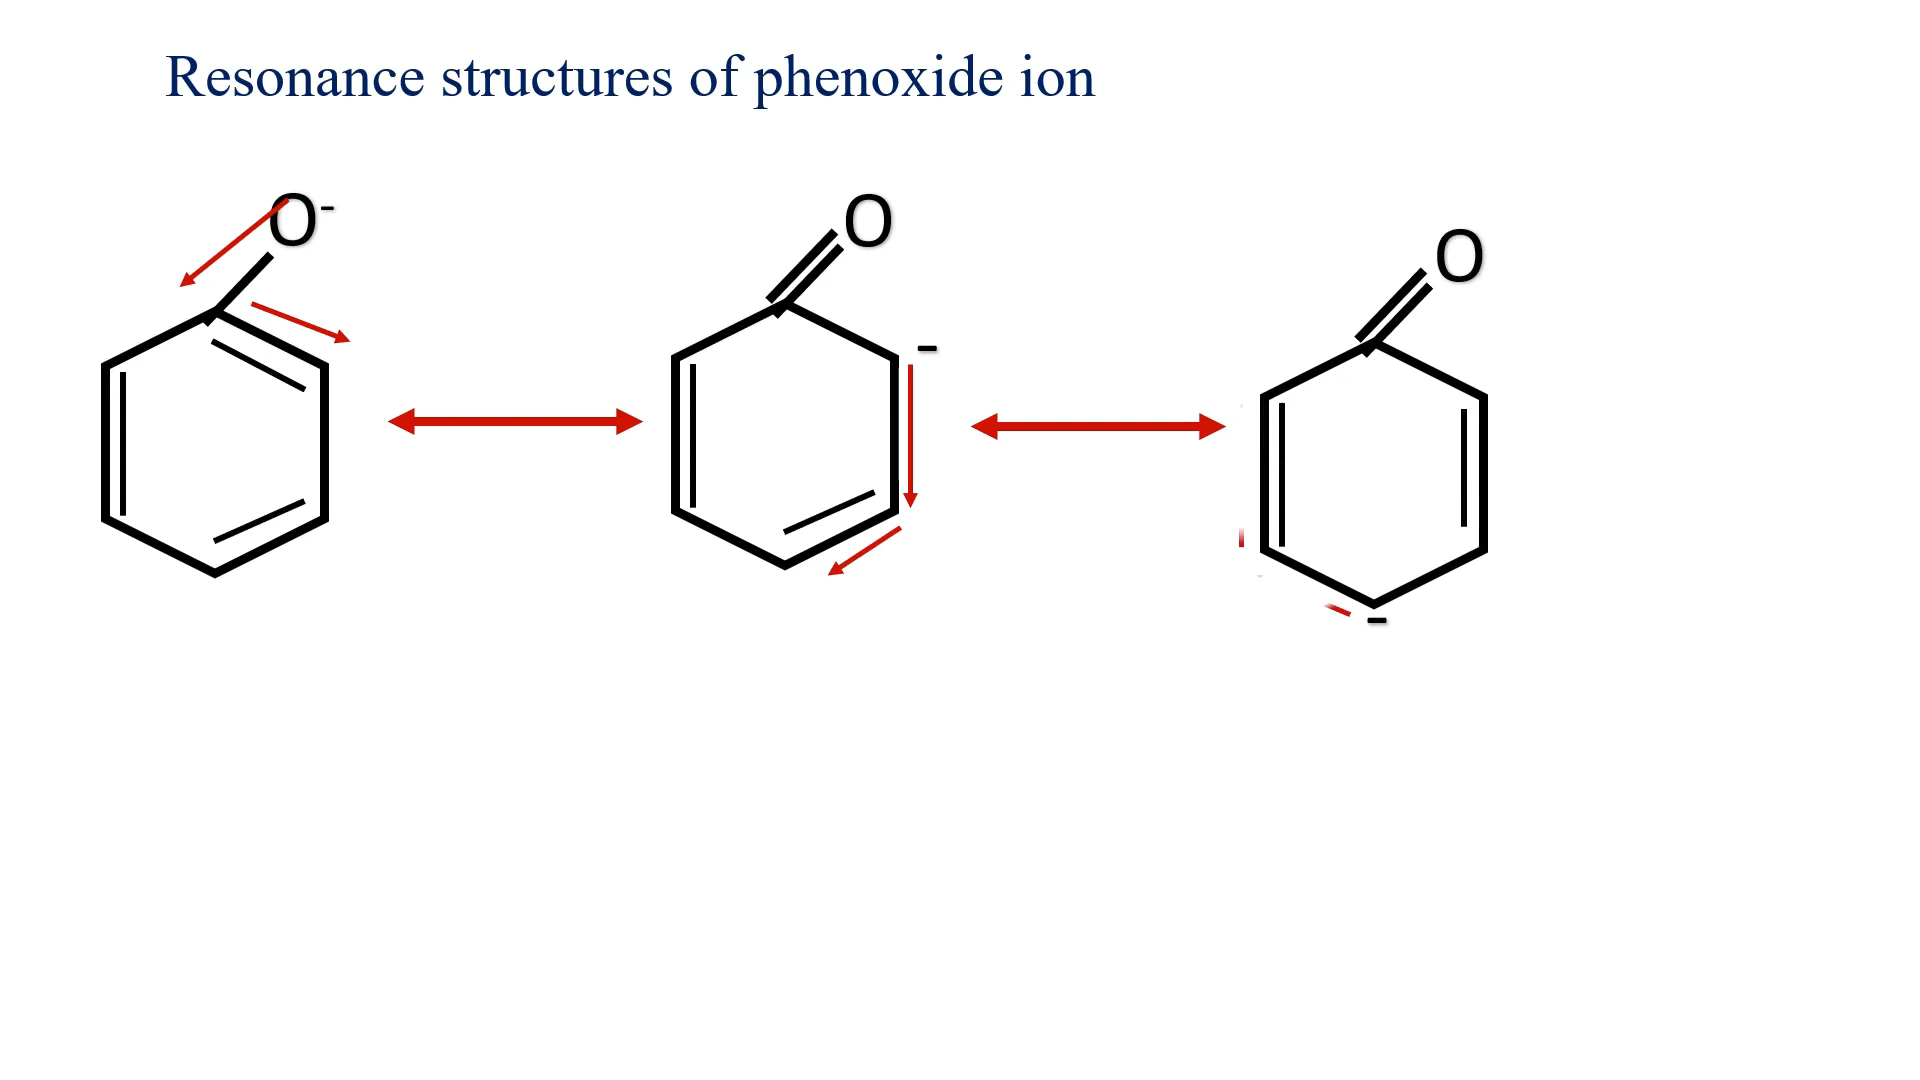 Resonance structures of phenoxide ion
O-
O
-
O
-